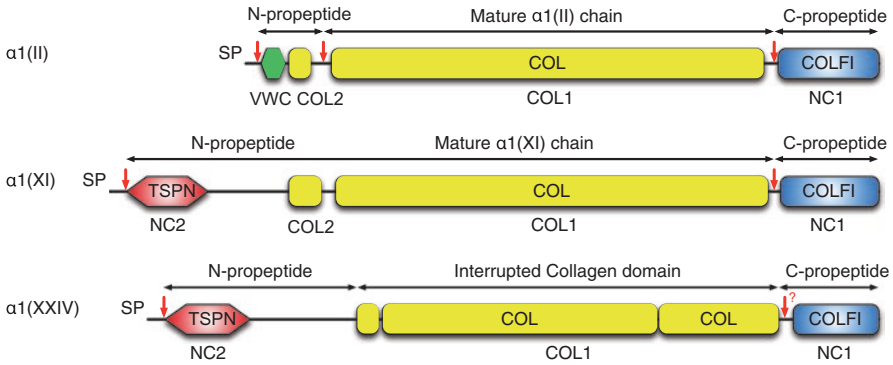 N-propeptide Mature α1(II) chain C-propeptide
α1(II) SP COL COLFI
VWC COL2 COL1 NC1
N-propeptide Mature α1(XI) chain C-propeptide
α1(XI) SP TSPN COL COLFI
NC2 COL2 COL1 NC1
N-propeptide Interrupted Collagen domain C-propeptide
?
α1(XXIV) SP TSPN COL COL COLFI
NC2 COL1 NC1